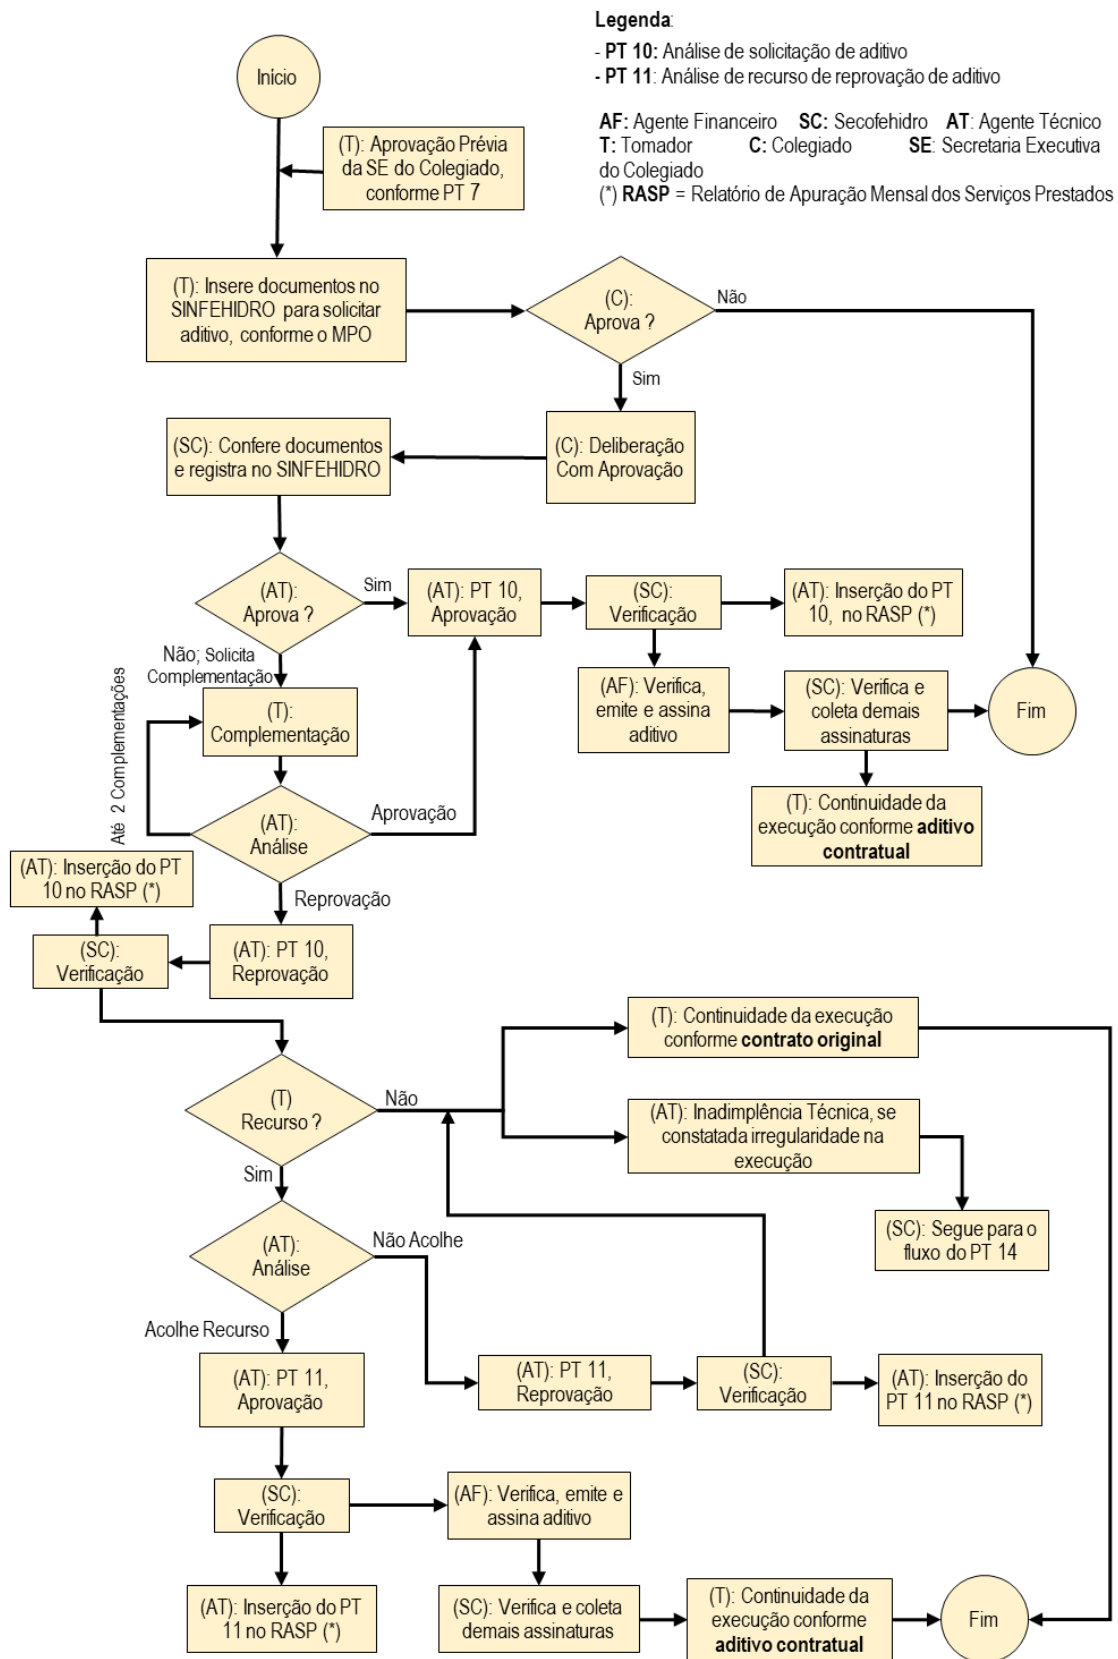 Legenda:
- PT 10: Análise de solicitação de aditivo
- PT 11: Análise de recurso de reprovação de aditivo
AF: Agente Financeiro SC: Secofehidro AT: Agente Técnico
T: Tomador C: Colegiado SE: Secretaria Executiva
do Colegiado
(*) RASP = Relatório de Apuração Mensal dos Serviços Prestados
Início
(T): Aprovação Prévia
da SE do Colegiado,
conforme PT 7
(T): Insere documentos no
SINFEHIDRO para solicitar
aditivo, conforme o MPO
(C):
Aprova ?
Não
Sim
(C): Deliberação
Com Aprovação
(SC): Confere documentos
e registra no SINFEHIDRO
(AT):
Aprova ?
Sim
(AT): PT 10,
Aprovação
(SC):
Verificação
(AT): Inserção do PT
10, no RASP (*)
Não; Solicita
Complementação
(AF): Verifica,
emite e assina
aditivo
(SC): Verifica e
coleta demais
assinaturas
Fim
(T):
Complementação
Até 2 Complementações
(T): Continuidade da
execução conforme aditivo
contratual
(AT):
Análise
Aprovação
(AT): Inserção do PT
10 no RASP (*)
Reprovação
(SC):
Verificação
(AT): PT 10,
Reprovação
(T): Continuidade da execução
conforme contrato original
(T)
Recurso ?
Não
(AT): Inadimplência Técnica, se
constatada irregularidade na
execução
Sim
(SC): Segue para o
fluxo do PT 14
(AT):
Análise
Não Acolhe
Acolhe Recurso
(AT): PT 11,
Aprovação
(AT): PT 11,
Reprovação
(SC):
Verificação
(AT): Inserção do
PT 11 no RASP (*)
(SC):
Verificação
(AF): Verifica, emite e
assina aditivo
(AT): Inserção do PT
11 no RASP (*)
(SC): Verifica e coleta
demais assinaturas
(T): Continuidade da
execução conforme
aditivo contratual
Fim